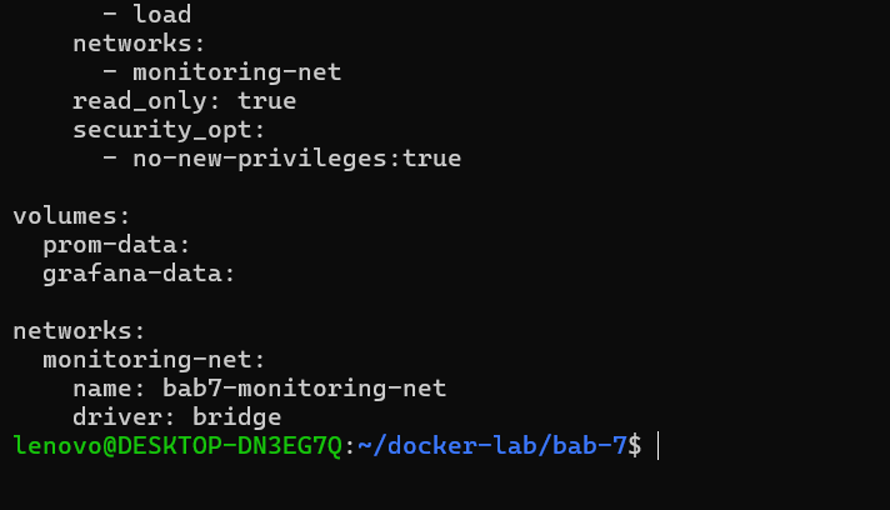 - load
    networks:
      - monitoring-net
    read_only: true
    security_opt:
      - no-new-privileges:true

volumes:
  prom-data:
  grafana-data:

networks:
  monitoring-net:
    name: bab7-monitoring-net
    driver: bridge
lenovo@DESKTOP-DN3EG7Q:~/docker-lab/bab-7$